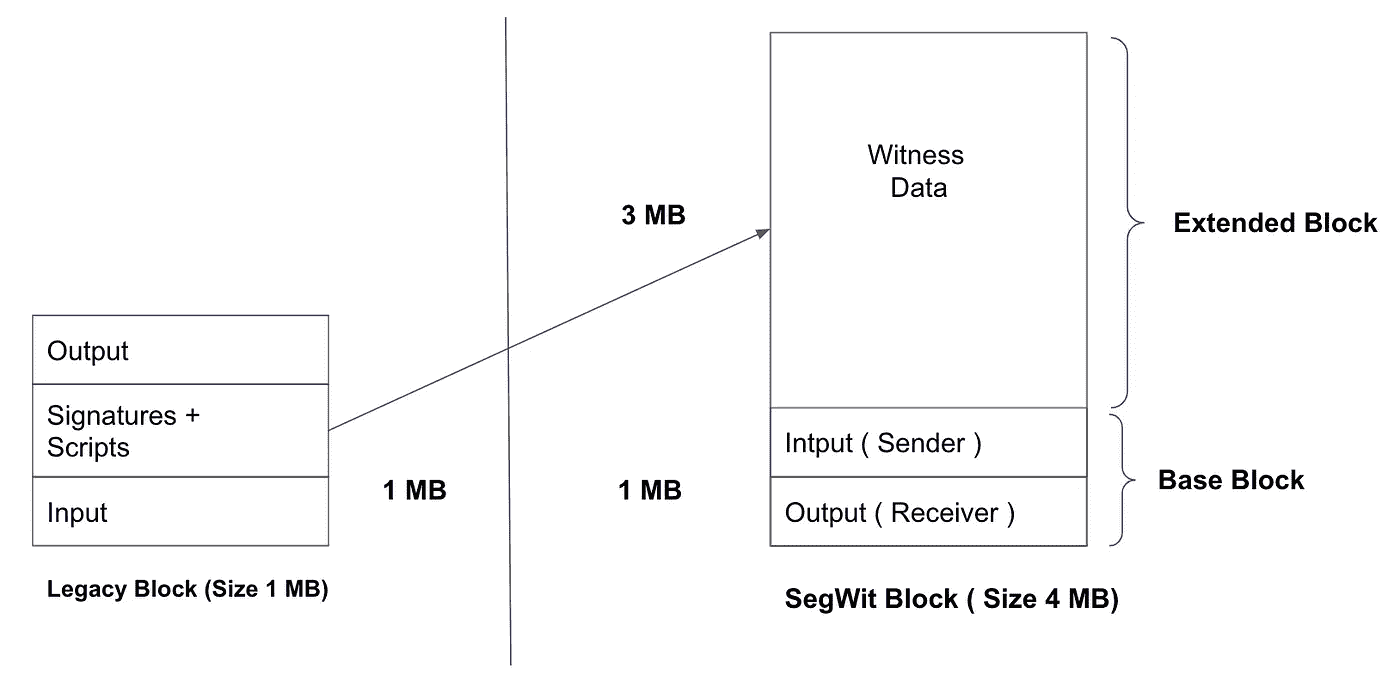 Output
Signatures +
Scripts
Input
1 MB
Legacy Block (Size 1 MB)
3 MB
1 MB
Witness
Data
Intput ( Sender )
Output ( Receiver )
Extended Block
Base Block
SegWit Block ( Size 4 MB)